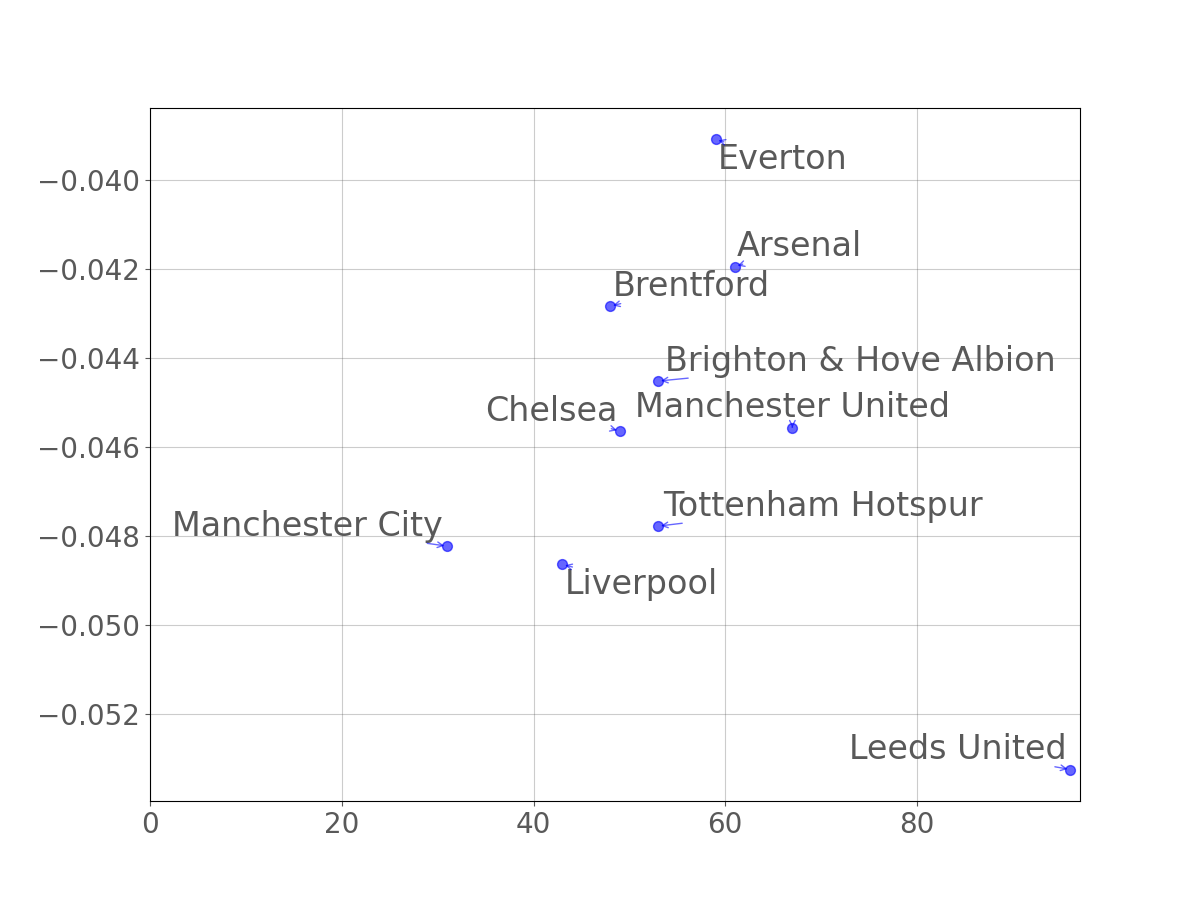 Everton
−0.040
Arsenal
−0.042
Brentford
−0.044
Brighton & Hove Albion
Chelsea
Manchester United
−0.046
Tottenham Hotspur
Manchester City
−0.048
Liverpool
−0.050
−0.052
Leeds United
0 20 40 60 80